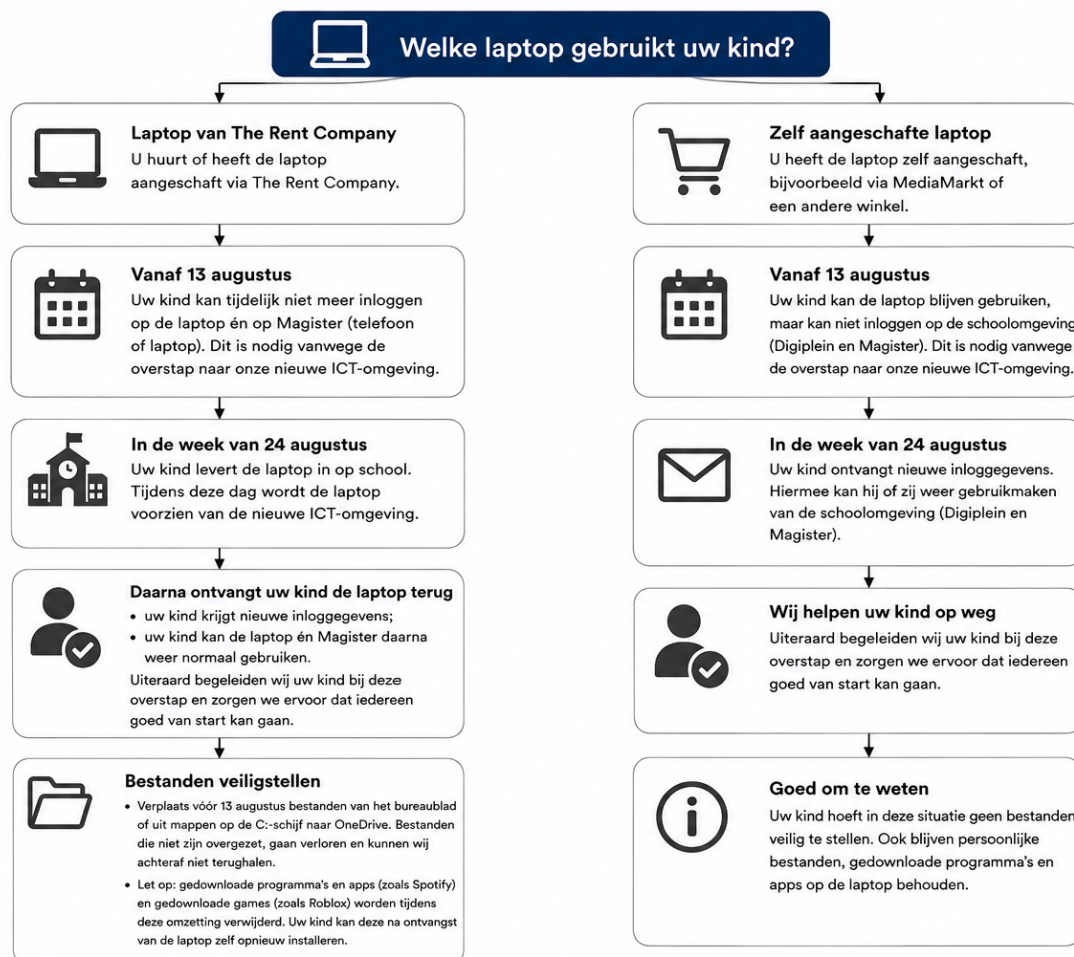 Welke laptop gebruikt uw kind?
Laptop van The Rent Company
U huurt of heeft de laptop
aangeschaft via The Rent Company.
Vanaf 13 augustus
Uw kind kan tijdelijk niet meer inloggen
op de laptop én op Magister (telefoon
of laptop). Dit is nodig vanwege de
overstap naar onze nieuwe ICT-omgeving.
In de week van 24 augustus
Uw kind levert de laptop in op school.
Tijdens deze dag wordt de laptop
voorzien van de nieuwe ICT-omgeving.
Daarna ontvangt uw kind de laptop terug
• uw kind krijgt nieuwe inloggegevens;
• uw kind kan de laptop én Magister daarna
weer normaal gebruiken.
Uiteraard begeleiden wij uw kind bij deze
overstap en zorgen we ervoor dat iedereen
goed van start kan gaan.
Bestanden veiligstellen
• Verplaats vóór 13 augustus bestanden van het bureaublad
of uit mappen op de C:-schijf naar OneDrive. Bestanden
die niet zijn overgezet, gaan verloren en kunnen wij
achteraf niet terughalen.
• Let op: gedownloade programma's en apps (zoals Spotify)
en gedownloade games (zoals Roblox) worden tijdens
deze omzetting verwijderd. Uw kind kan deze na ontvangst
van de laptop zelf opnieuw installeren.
Zelf aangeschafte laptop
U heeft de laptop zelf aangeschaft,
bijvoorbeeld via MediaMarkt of
een andere winkel.
Vanaf 13 augustus
Uw kind kan de laptop blijven gebruiken,
maar kan niet inloggen op de schoolomgeving
(Digiplein en Magister). Dit is nodig vanwege
de overstap naar onze nieuwe ICT-omgeving.
In de week van 24 augustus
Uw kind ontvangt nieuwe inloggegevens.
Hiermee kan hij of zij weer gebruikmaken
van de schoolomgeving (Digiplein en
Magister).
Wij helpen uw kind op weg
Uiteraard begeleiden wij uw kind bij deze
overstap en zorgen we ervoor dat iedereen
goed van start kan gaan.
Goed om te weten
Uw kind hoeft in deze situatie geen bestanden
veilig te stellen. Ook blijven persoonlijke
bestanden, gedownloade programma's en
apps op de laptop behouden.